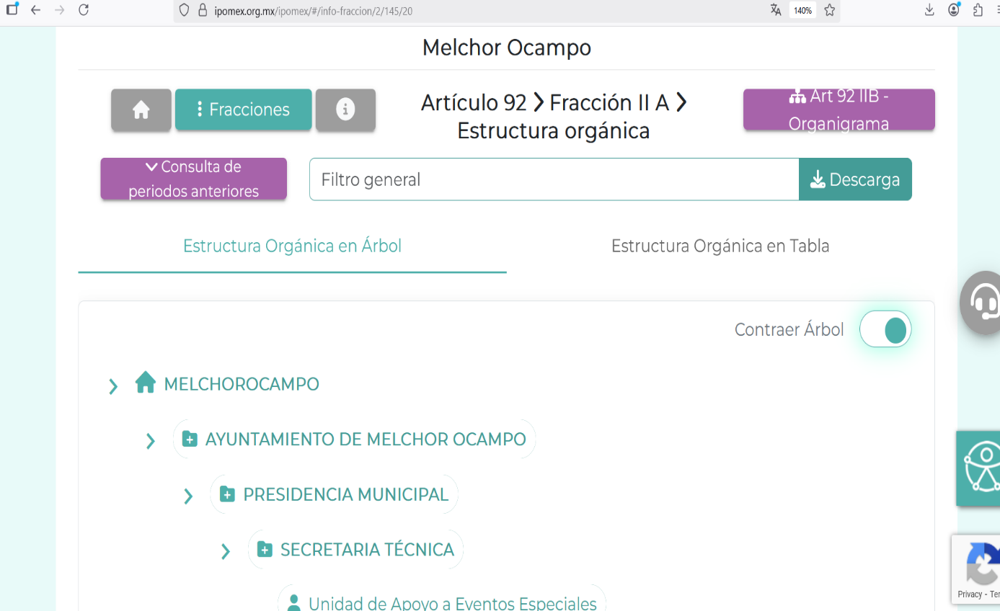 ipomex.org.mx/ipomex/#/info-fraccion/2/145/20
140%
Melchor Ocampo
Fracciones
Artículo 92 > Fracción II A >
Estructura orgánica
Art 92 IIB -
Organigrama
Consulta de
periodos anteriores
Filtro general
Descarga
Estructura Orgánica en Árbol
Estructura Orgánica en Tabla
Contraer Árbol
MELCHOROCAMPO
AYUNTAMIENTO DE MELCHOR OCAMPO
PRESIDENCIA MUNICIPAL
SECRETARIA TÉCNICA
Unidad de Apoyo a Eventos Especiales
Privacy - Ter